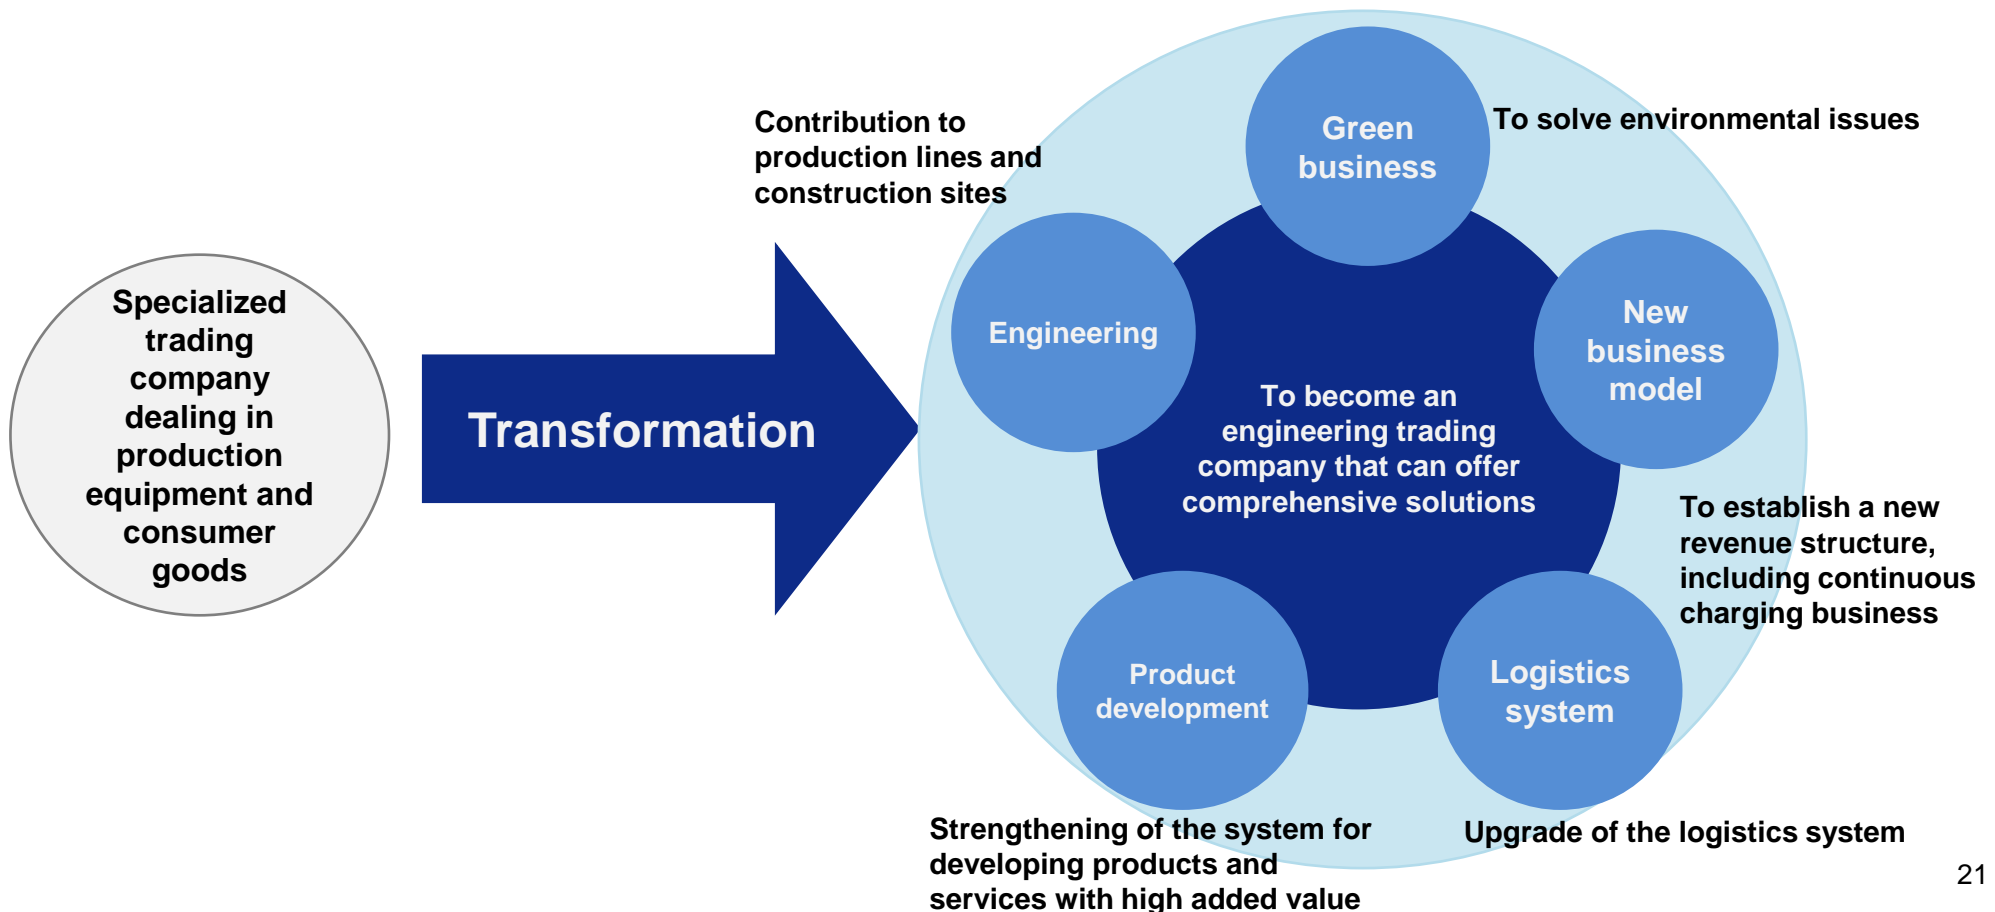 Specialized
trading
company
dealing in
production
equipment and
consumer
goods
Transformation
Contribution to
production lines and
construction sites
Engineering
Green
business
To solve environmental issues
New
business
model
To establish a new
revenue structure,
including continuous
charging business
To become an
engineering trading
company that can offer
comprehensive solutions
Product
development
Strengthening of the system for
developing products and
services with high added value
Logistics
system
Upgrade of the logistics system
21